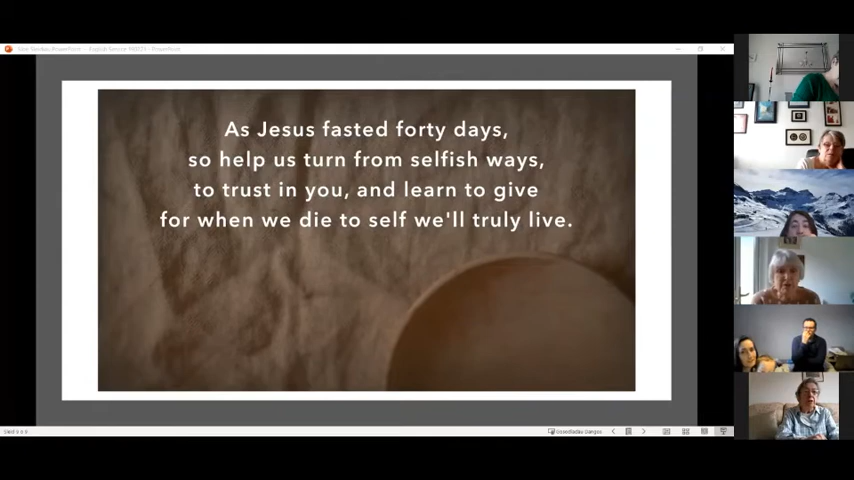 As Jesus fasted forty days,
so help us turn from selfish ways,
to trust in you, and learn to give
for when we die to self we'll truly live.